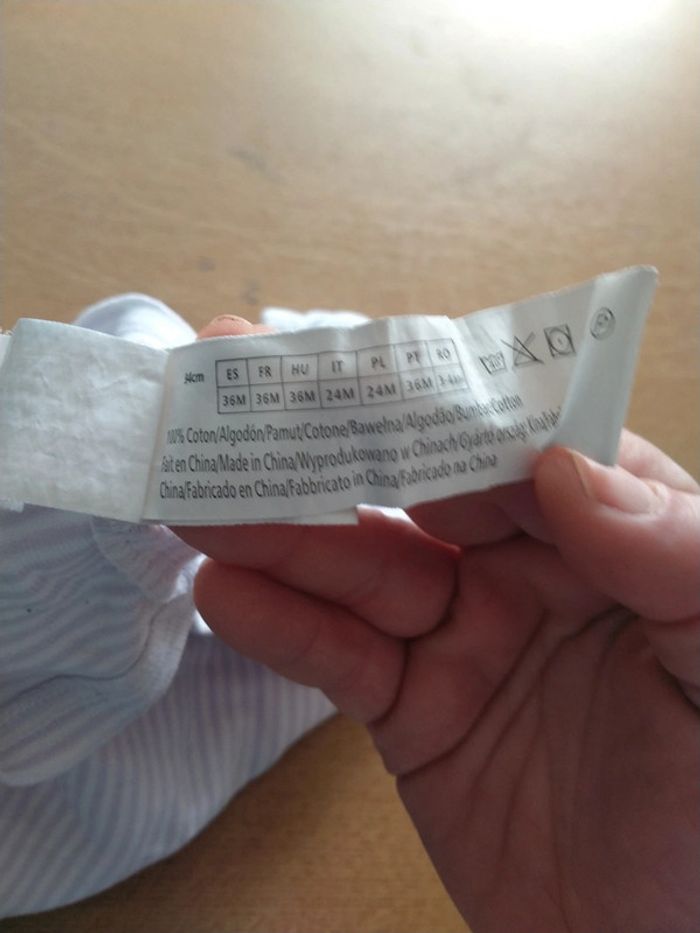 ES FR HU IT PL PT RO
36M 36M 36M 24M 24M 36M
100% Coton/Algodón/Pamut/Cotone/Bawełna/Algodão/Bumbac/Cotton
Fait en China/Made in China/Wyprodukowano w Chinach/Gyártó ország: Kína/Fabri
China/Fabricado en China/Fabbricato in China/Fabricado na China